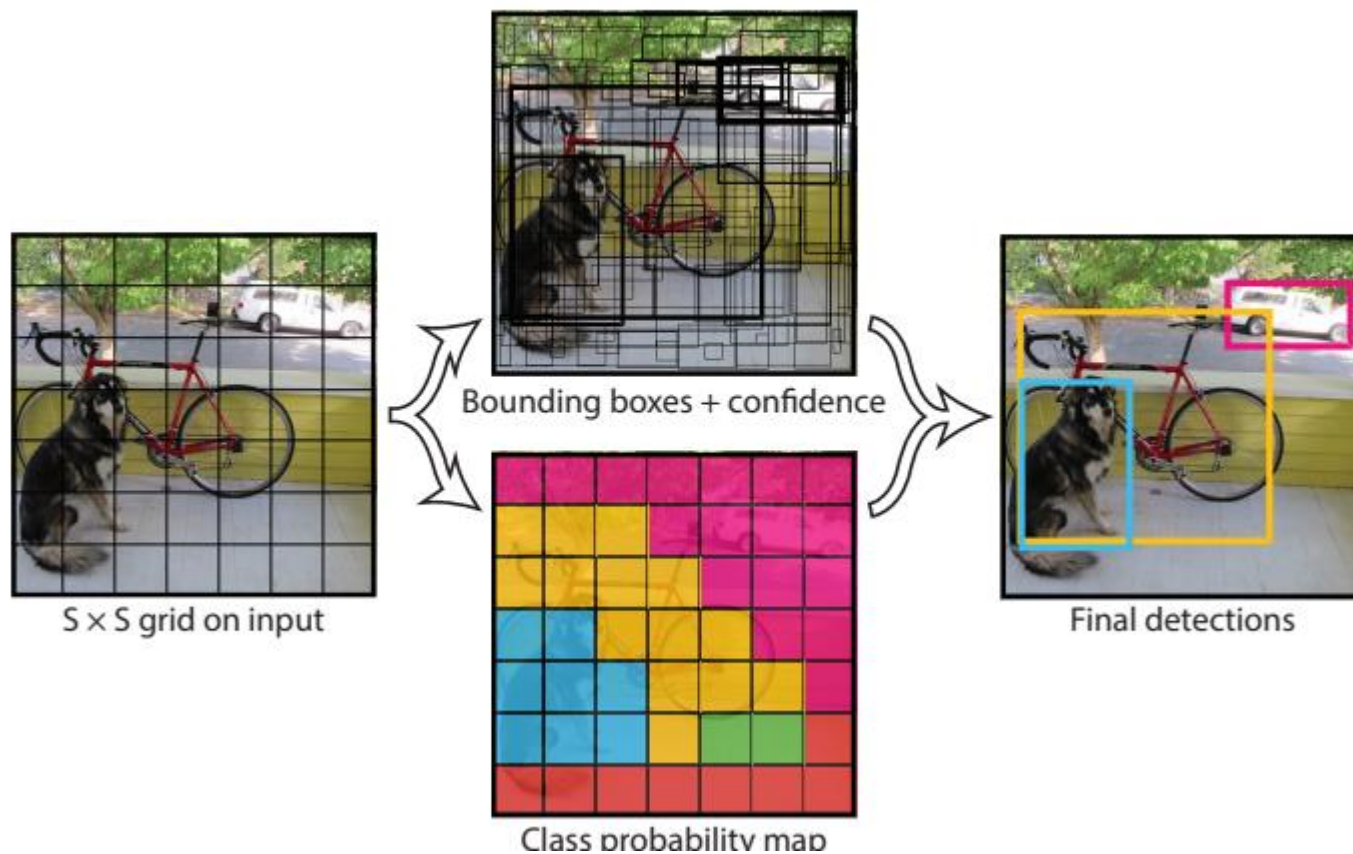 Bounding boxes + confidence
S × S grid on input
Final detections
Class probability map